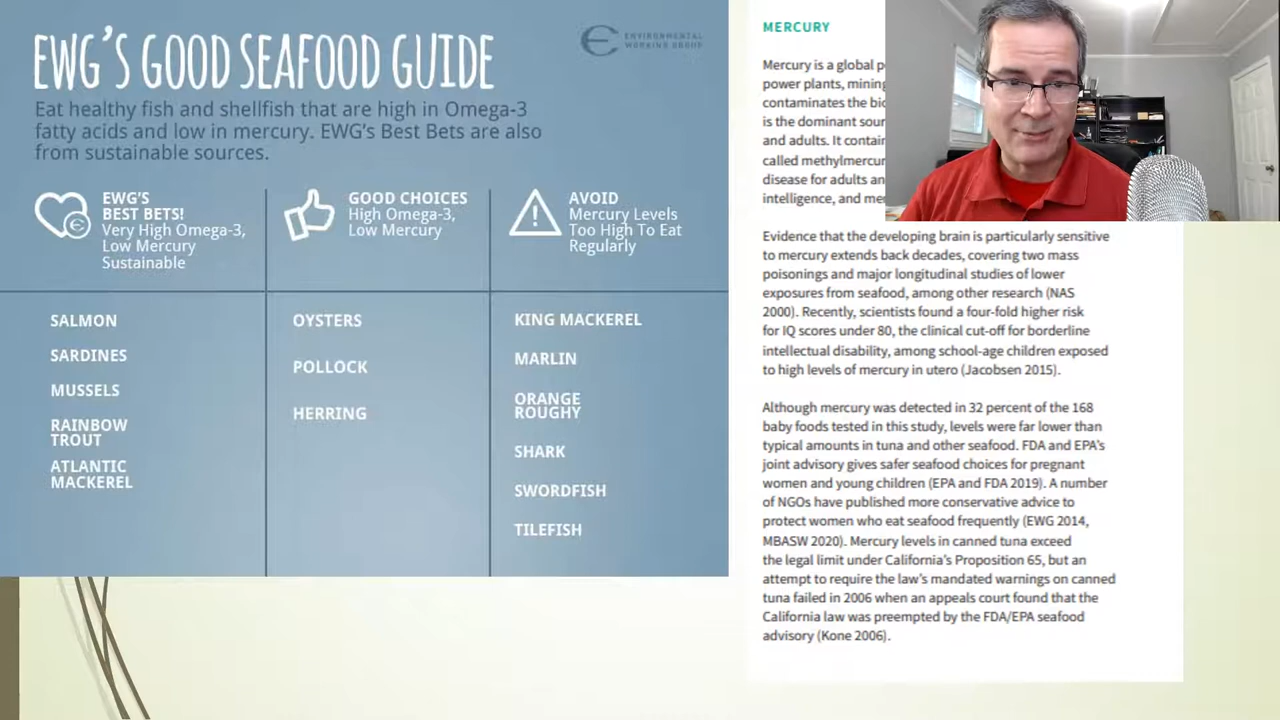 EWG'S GOOD SEAFOOD GUIDE
ENVIRONMENTAL
WORKING GROUP
Eat healthy fish and shellfish that are high in Omega-3
fatty acids and low in mercury. EWG's Best Bets are also
from sustainable sources.
EWG'S
BEST BETS!
Very High Omega-3,
Low Mercury
Sustainable
SALMON
SARDINES
MUSSELS
RAINBOW
TROUT
ATLANTIC
MACKEREL
GOOD CHOICES
High Omega-3,
Low Mercury
OYSTERS
POLLOCK
HERRING
AVOID
Mercury Levels
Too High To Eat
Regularly
KING MACKEREL
MARLIN
ORANGE
ROUGHY
SHARK
SWORDFISH
TILEFISH
MERCURY
Mercury is a global
power plants, mining
contaminates the
is the dominant
and adults. It
called
disease for adults
intelligence, and
Evidence that the developing brain is particularly sensitive
to mercury extends back decades, covering two mass
poisonings and major longitudinal studies of lower
exposures from seafood, among other research (NAS
2000). Recently, scientists found a four-fold higher risk
for IQ scores under 80, the clinical cut-off for borderline
intellectual disability, among school-age children exposed
to high levels of mercury in utero (Jacobsen 2015).
Although mercury was detected in 32 percent of the 168
baby foods tested in this study, levels were far lower than
typical amounts in tuna and other seafood. FDA and EPA's
joint advisory gives safer seafood choices for pregnant
women and young children (EPA and FDA 2019). A number
of NGOs have published more conservative advice to
protect women who eat seafood frequently (EWG 2014,
MBASW 2020). Mercury levels in canned tuna exceed
the legal limit under California's Proposition 65, but an
attempt to require the law's mandated warnings on canned
tuna failed in 2006 when an appeals court found that the
California law was preempted by the FDA/EPA seafood
advisory (Kone 2006).